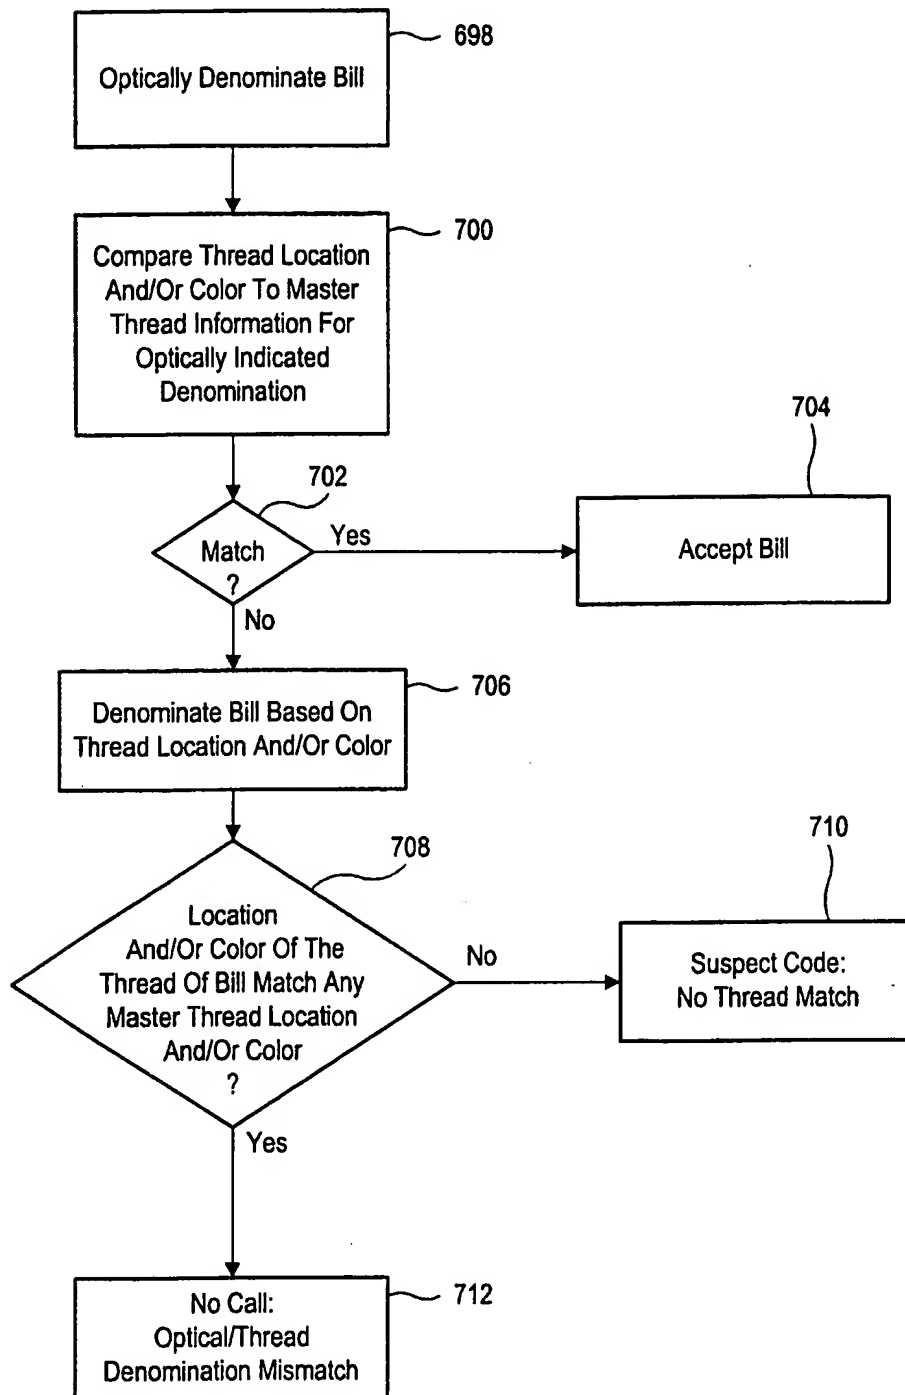 698
Optically Denominate Bill
700
Compare Thread Location
And/Or Color To Master
Thread Information For
Optically Indicated
Denomination
704
702
Match
?
Yes
Accept Bill
No
706
Denominate Bill Based On
Thread Location And/Or Color
710
708
Location
And/Or Color Of The
Thread Of Bill Match Any
Master Thread Location
And/Or Color
?
No
Suspect Code:
No Thread Match
Yes
712
No Call:
Optical/Thread
Denomination Mismatch